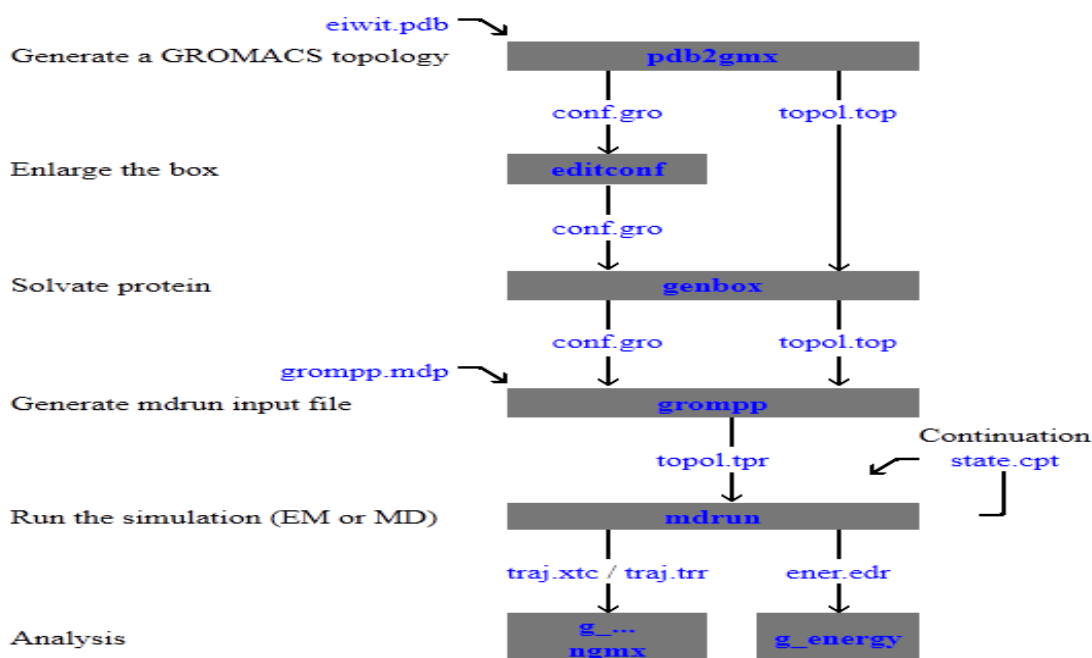 eiwit.pdb
Generate a GROMACS topology
pdb2gmx
conf.gro
topol.top
Enlarge the box
editconf
conf.gro
Solvate protein
genbox
conf.gro
topol.top
grompp.mdp
Generate mdrun input file
grompp
Continuation
topol.tpr
state.cpt
Run the simulation (EM or MD)
mdrun
traj.xtc / traj.trr
ener.edr
Analysis
g_...
ngmx
g_energy